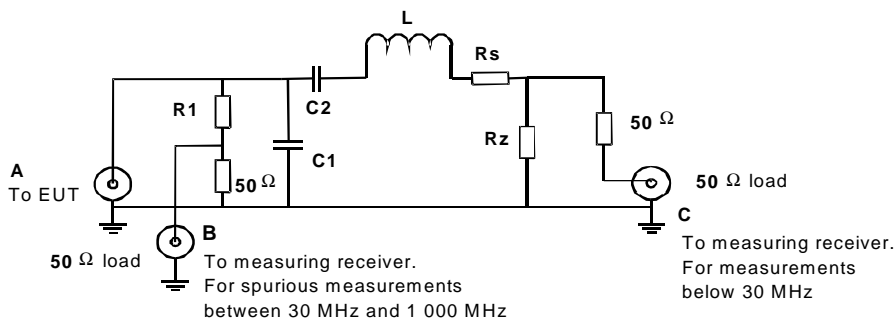 L
Rs
C2
R1
C1
Rz
50 Ω
50 Ω
A
To EUT
50 Ω load
B
50 Ω load
To measuring receiver.
For spurious measurements
between 30 MHz and 1 000 MHz
C
To measuring receiver.
For measurements
below 30 MHz